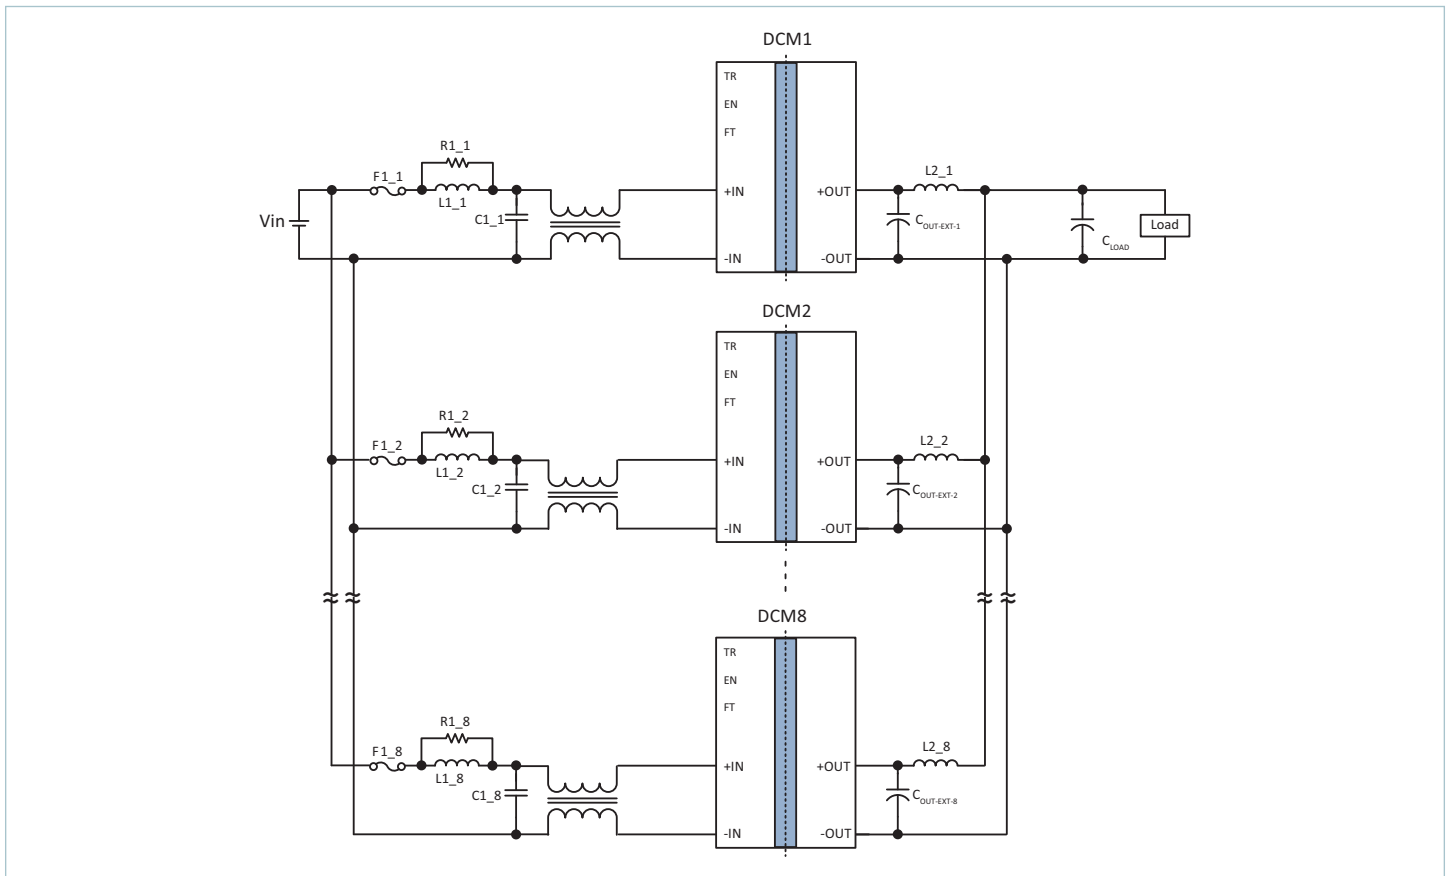 DCM1
TR
EN
FT
R1_1
F1_1
L1_1
C1_1
Vin
+IN
-IN
+OUT
-OUT
L2_1
COUT-EXT-1
CLOAD
Load
DCM2
TR
EN
FT
R1_2
F1_2
L1_2
C1_2
+IN
-IN
+OUT
-OUT
L2_2
COUT-EXT-2
DCM8
TR
EN
FT
R1_8
F1_8
L1_8
C1_8
+IN
-IN
+OUT
-OUT
L2_8
COUT-EXT-8